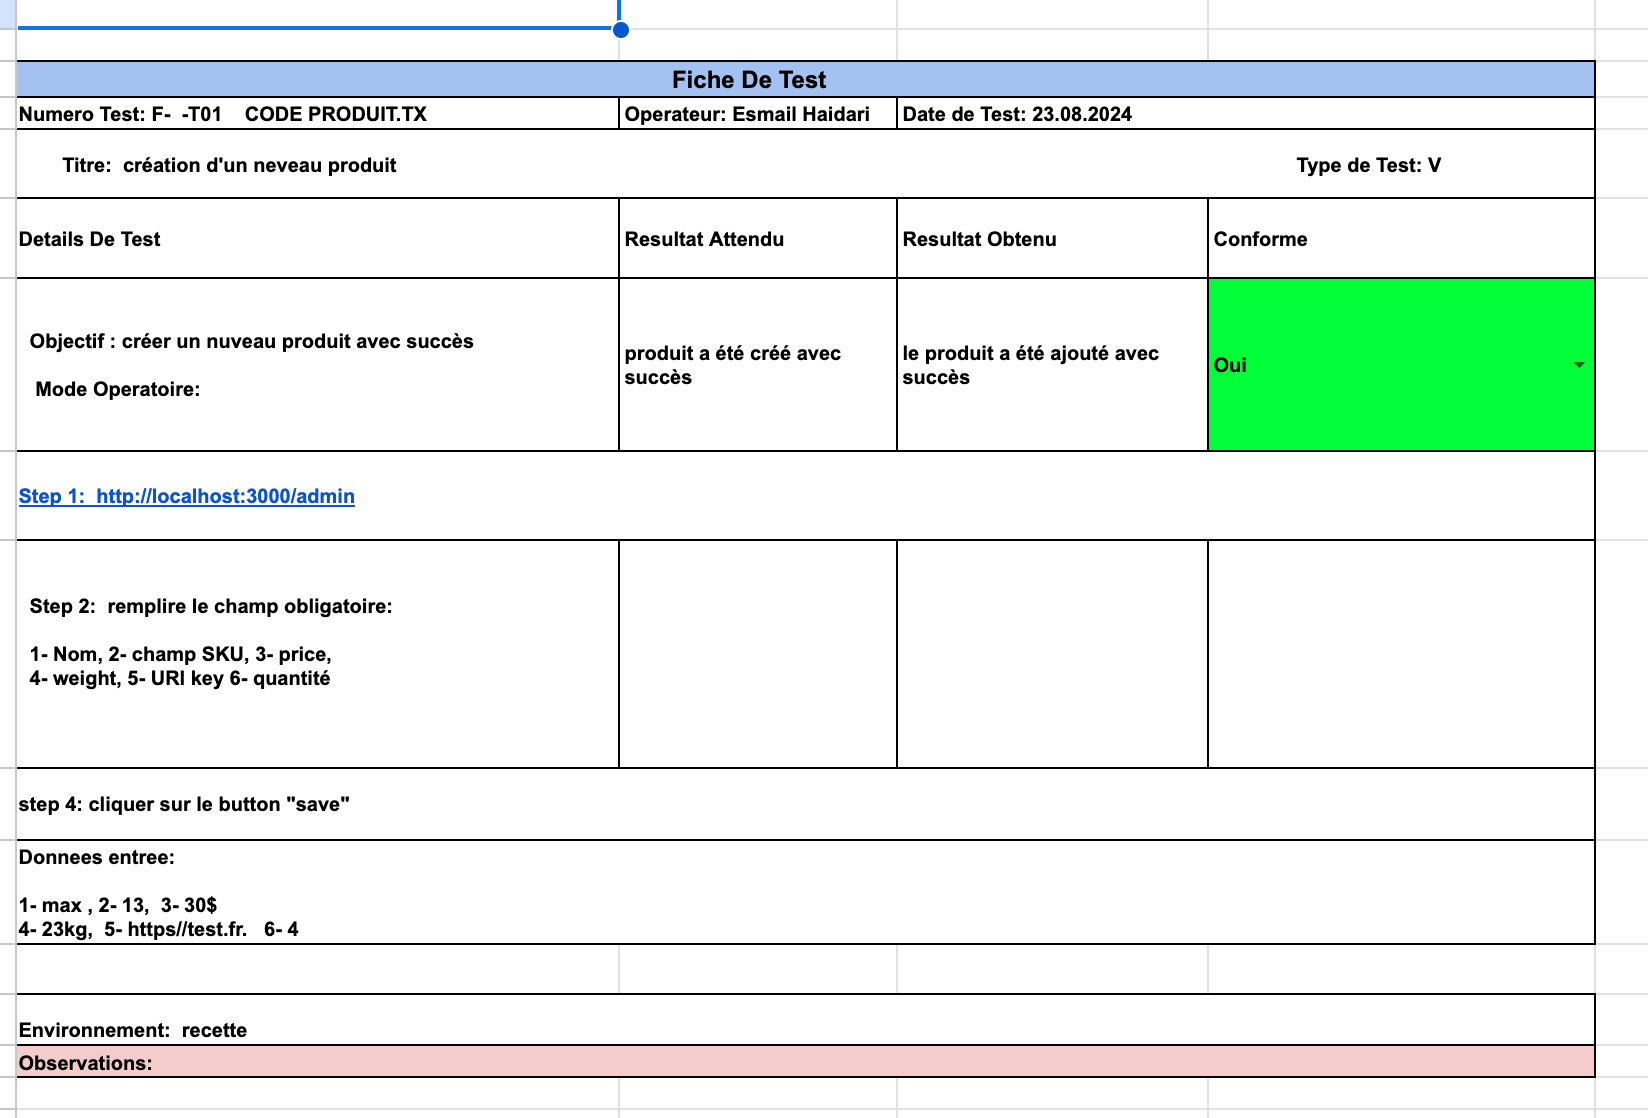 Fiche De Test
Numero Test: F-  -T01    CODE PRODUIT.TX
Operateur: Esmail Haidari
Date de Test: 23.08.2024
Titre:  création d'un neveau produit
Type de Test: V
Details De Test
Resultat Attendu
Resultat Obtenu
Conforme
Objectif : créer un nuveau produit avec succès
Mode Operatoire:
produit a été créé avec
succès
le produit a été ajouté avec
succès
Oui
Step 1:  http://localhost:3000/admin
Step 2:  remplire le champ obligatoire:
1- Nom, 2- champ SKU, 3- price,
4- weight, 5- URI key 6- quantité
step 4: cliquer sur le button "save"
Donnees entree:
1- max , 2- 13,  3- 30$
4- 23kg,  5- https//test.fr.   6- 4
Environnement:  recette
Observations: